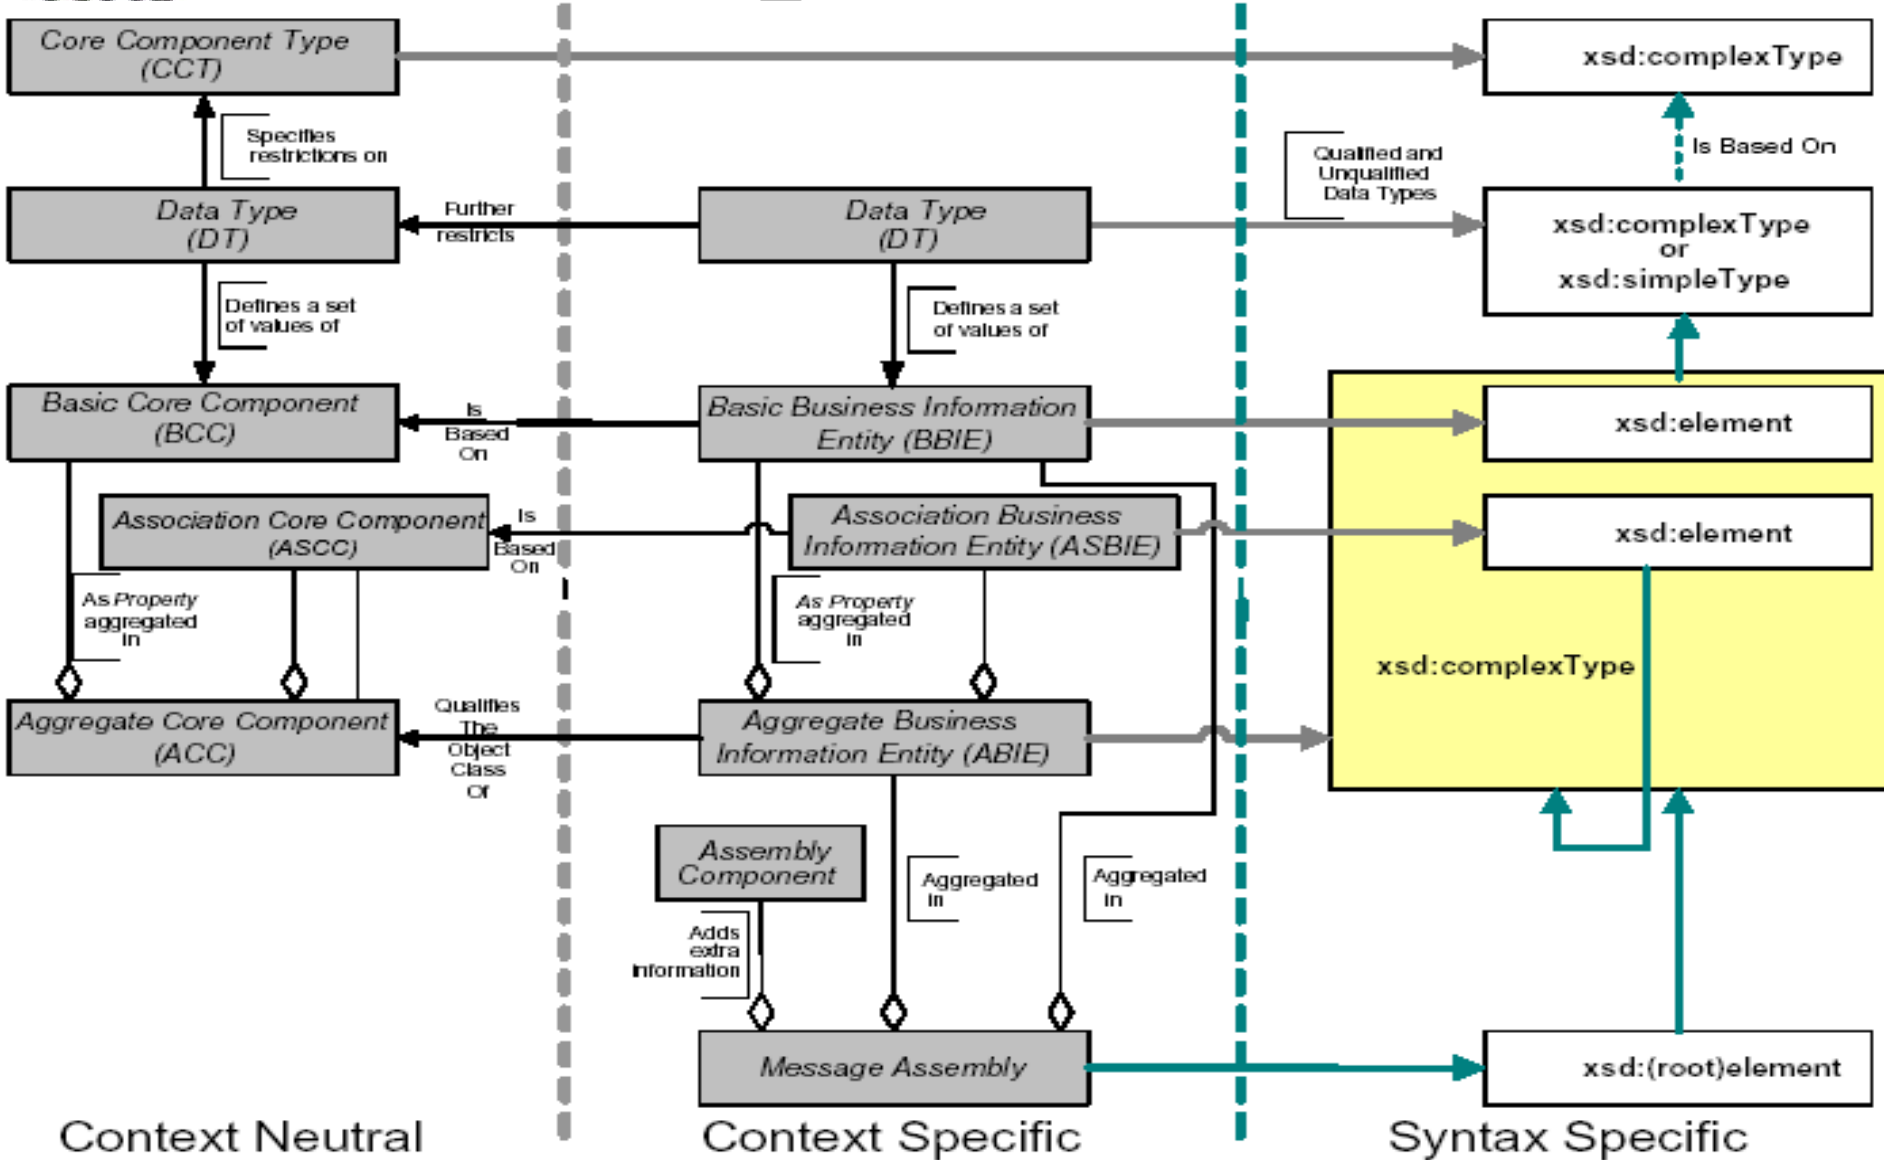 Core Component Type
(CCT)
xsd:complexType
Specifies
restrictions on
Qualified and
Unqualified
Data Types
Is Based On
Data Type
(DT)
Further
restricts
Data Type
(DT)
xsd:complexType
or
xsd:simpleType
Defines a set
of values of
Defines a set
of values of
Basic Core Component
(BCC)
Is
Based
On
Basic Business Information
Entity (BBIE)
xsd:element
Association Core Component
(ASCC)
Is
Based
On
Association Business
Information Entity (ASBIE)
xsd:element
As Property
aggregated
in
As Property
aggregated
in
xsd:complexType
Aggregate Core Component
(ACC)
Qualifies
The
Object
Class
Of
Aggregate Business
Information Entity (ABIE)
Assembly
Component
Aggregated
in
Aggregated
in
Adds
extra
Information
Message Assembly
xsd:(root)element
Context Neutral
Context Specific
Syntax Specific